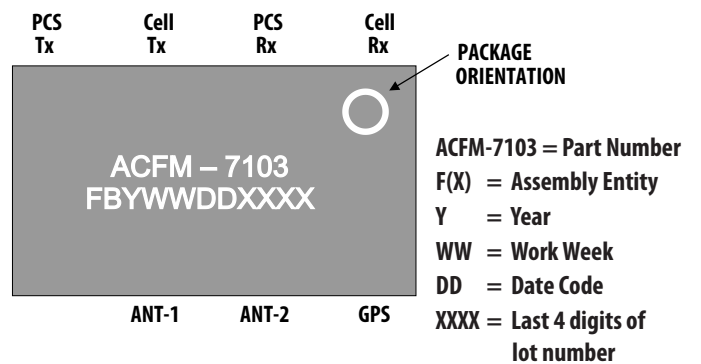 PCS Cell PCS Cell
Tx Tx Rx Rx
PACKAGE
ORIENTATION
ACFM – 7103
FBYWWDDXXXX
ANT-1 ANT-2 GPS
ACFM-7103 = Part Number
F(X) = Assembly Entity
Y = Year
WW = Work Week
DD = Date Code
XXXX = Last 4 digits of
lot number